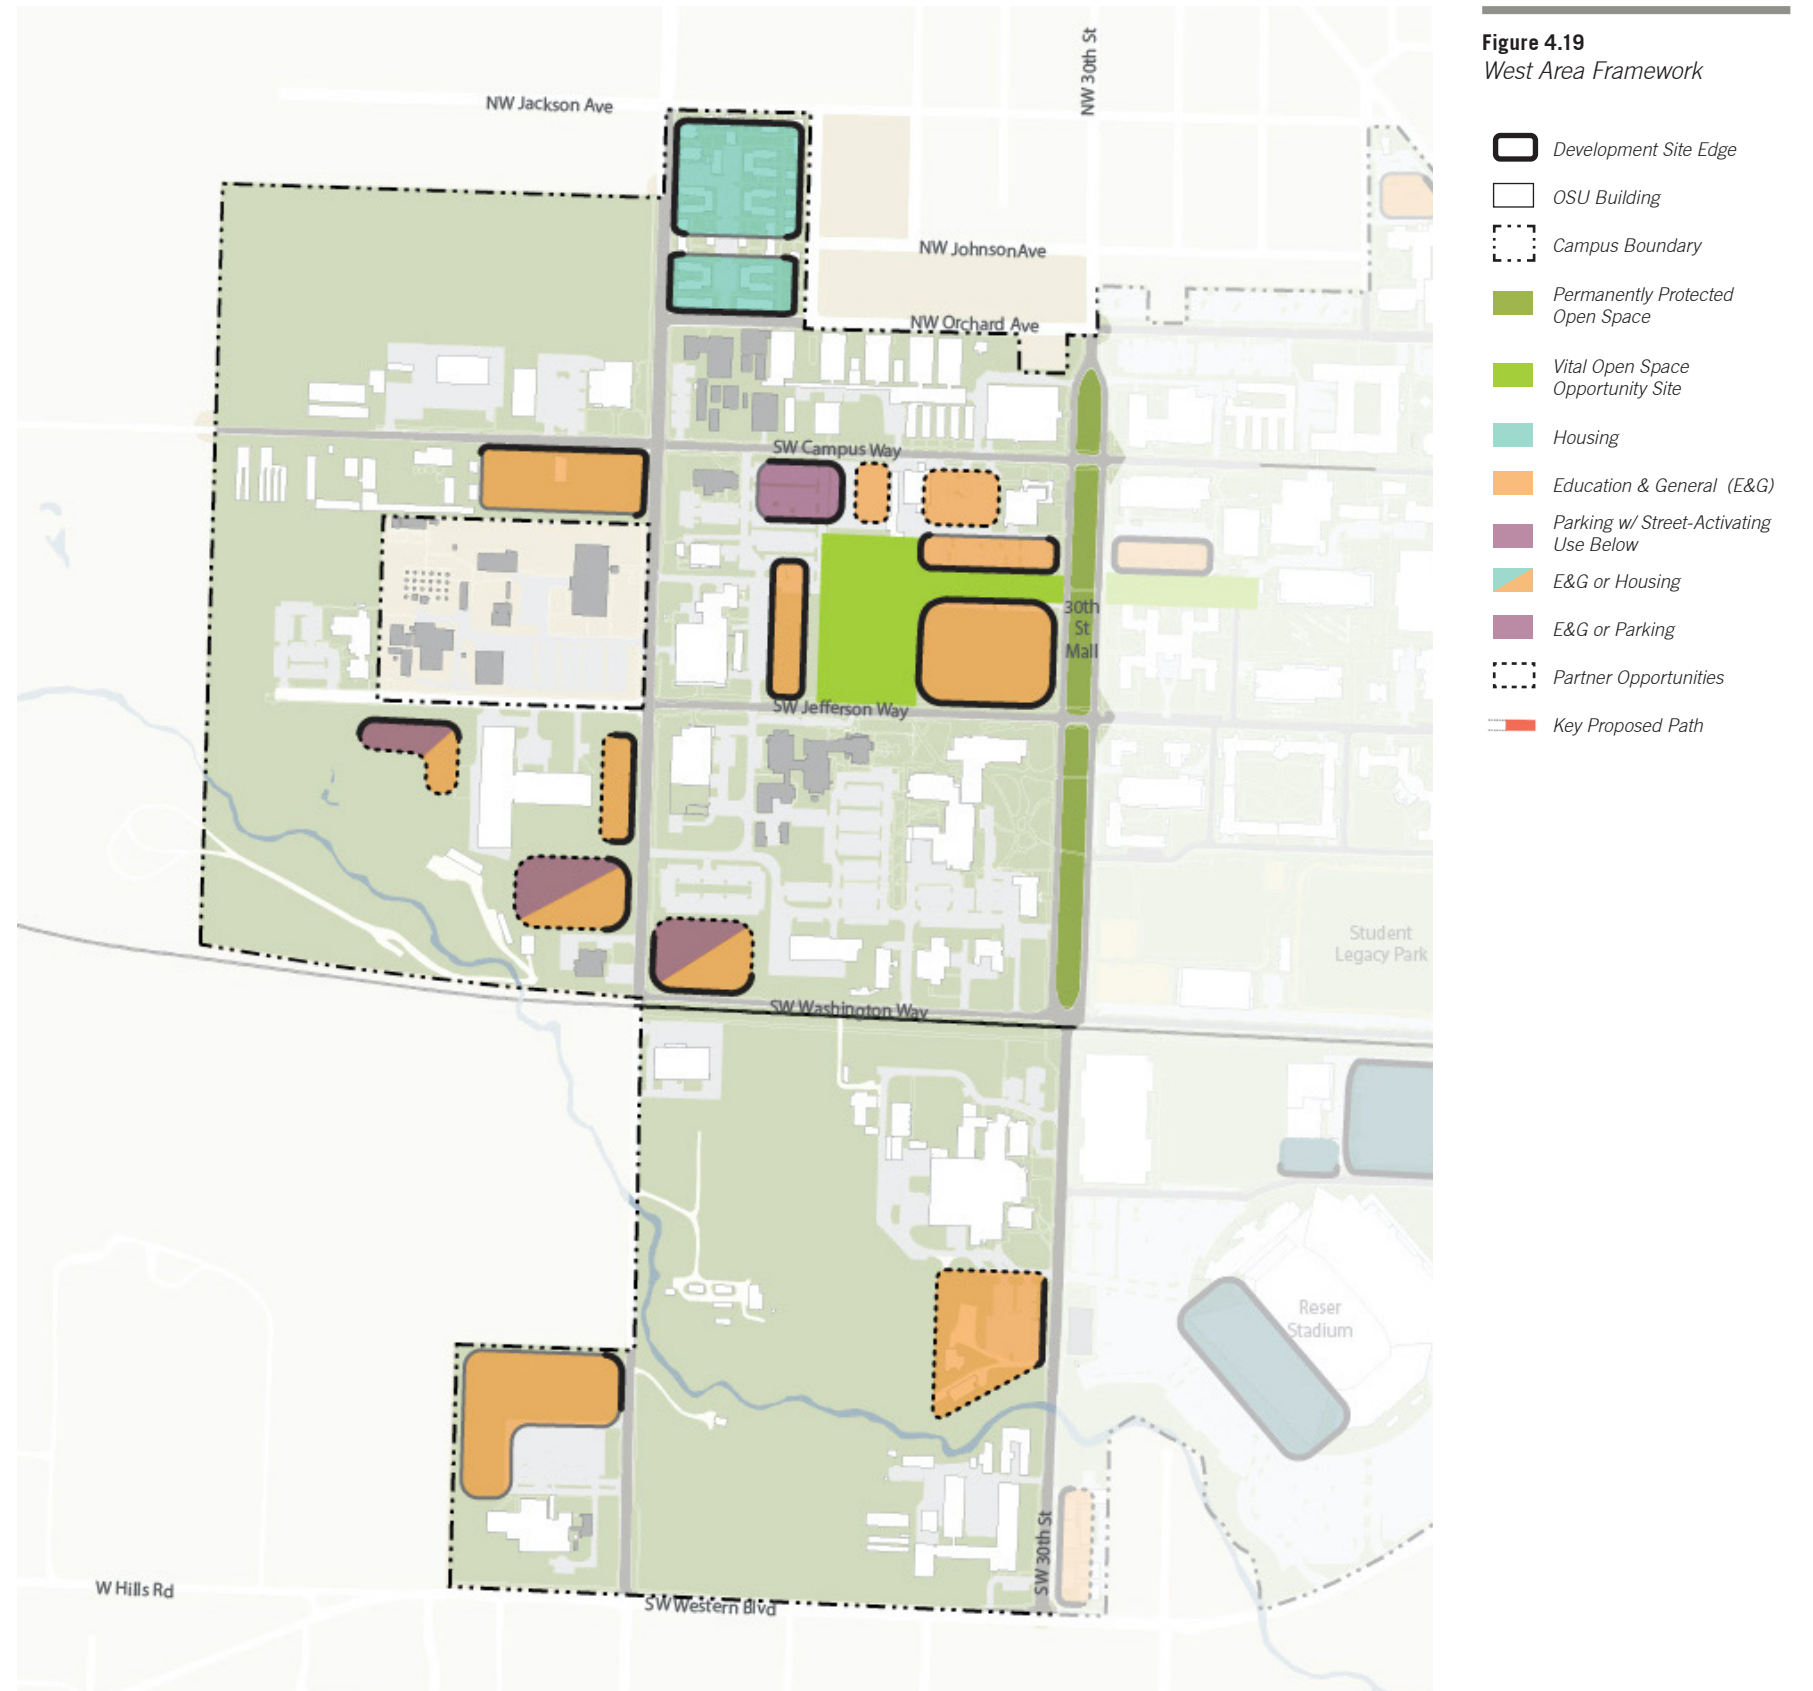 NW 30th St
NW Jackson Ave
NW JohnsonAve
NW Orchard Ave
SW Campus Way
30th
St
Mall
SW Jefferson Way
Student
Legacy Park
SW Washington Way
Reser
Stadium
SW 30th St
W Hills Rd
SW Western Blvd
Figure 4.19
West Area Framework
Development Site Edge
OSU Building
Campus Boundary
Permanently Protected
Open Space
Vital Open Space
Opportunity Site
Housing
Education & General (E&G)
Parking w/ Street-Activating
Use Below
E&G or Housing
E&G or Parking
Partner Opportunities
Key Proposed Path